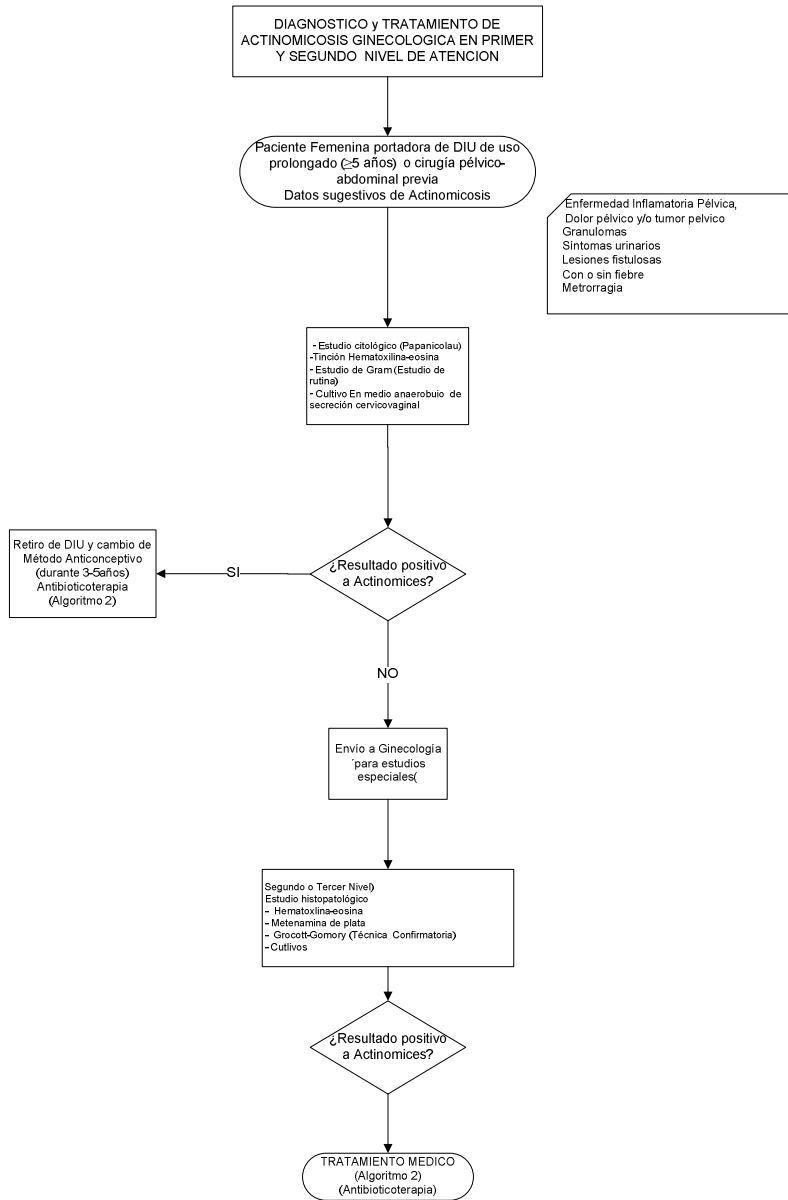 DIAGNOSTICO y TRATAMIENTO DE
ACTINOMICOSIS GINECOLOGICA EN PRIMER
Y SEGUNDO NIVEL DE ATENCION
Paciente Femenina portadora de DIU de uso
prolongado (≥5 años) o cirugía pélvico-
abdominal previa
Datos sugestivos de Actinomicosis
Enfermedad Inflamatoria Pélvica,
Dolor pélvico y/o tumor pelvico
Granulomas
Síntomas urinarios
Lesiones fistulosas
Con o sin fiebre
Metrorragia
- Estudio citológico (Papanicolau)
-Tinción Hematoxilina-eosina
- Estudio de Gram (Estudio de
rutina)
- Cultivo En medio anaerobuio de
secreción cervicovaginal
¿Resultado positivo
a Actinomices?
SI
Retiro de DIU y cambio de
Método Anticonceptivo
(durante 3-5años)
Antibioticoterapia
(Algoritmo 2)
NO
Envío a Ginecología
´para estudios
especiales(
Segundo o Tercer Nivel)
Estudio histopatológico
- Hematoxlina-eosina
- Metenamina de plata
- Grocott-Gomory (Técnica Confirmatoria)
- Cutlivos
¿Resultado positivo
a Actinomices?
TRATAMIENTO MEDICO
(Algoritmo 2)
(Antibioticoterapia)